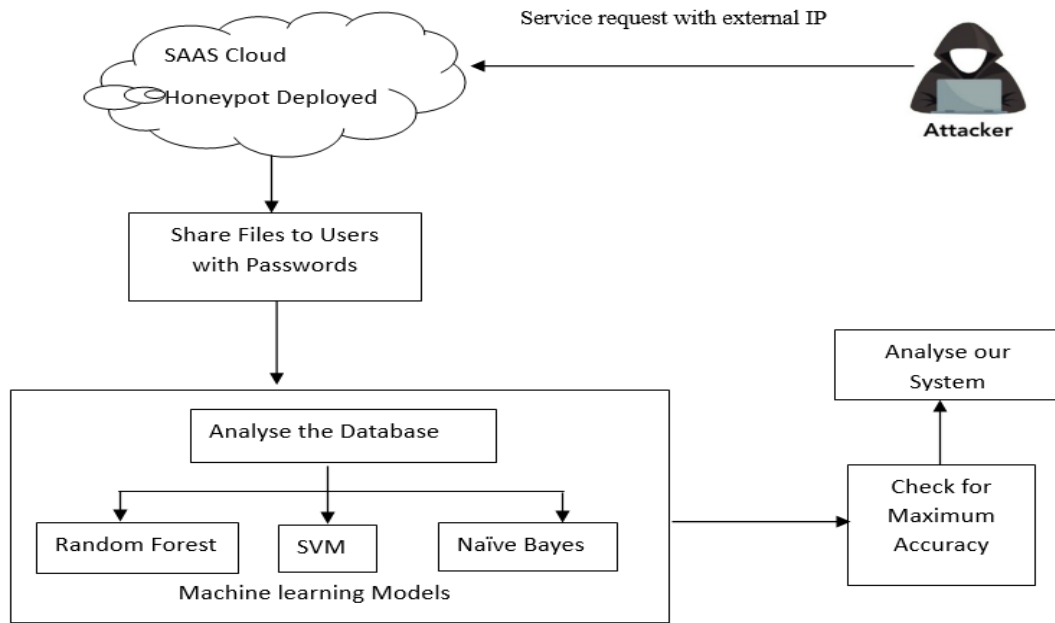 Service request with external IP
SAAS Cloud
Honeypot Deployed
Attacker
Share Files to Users
with Passwords
Analyse our
System
Analyse the Database
Check for
Maximum
Accuracy
Random Forest
SVM
Naïve Bayes
Machine learning Models